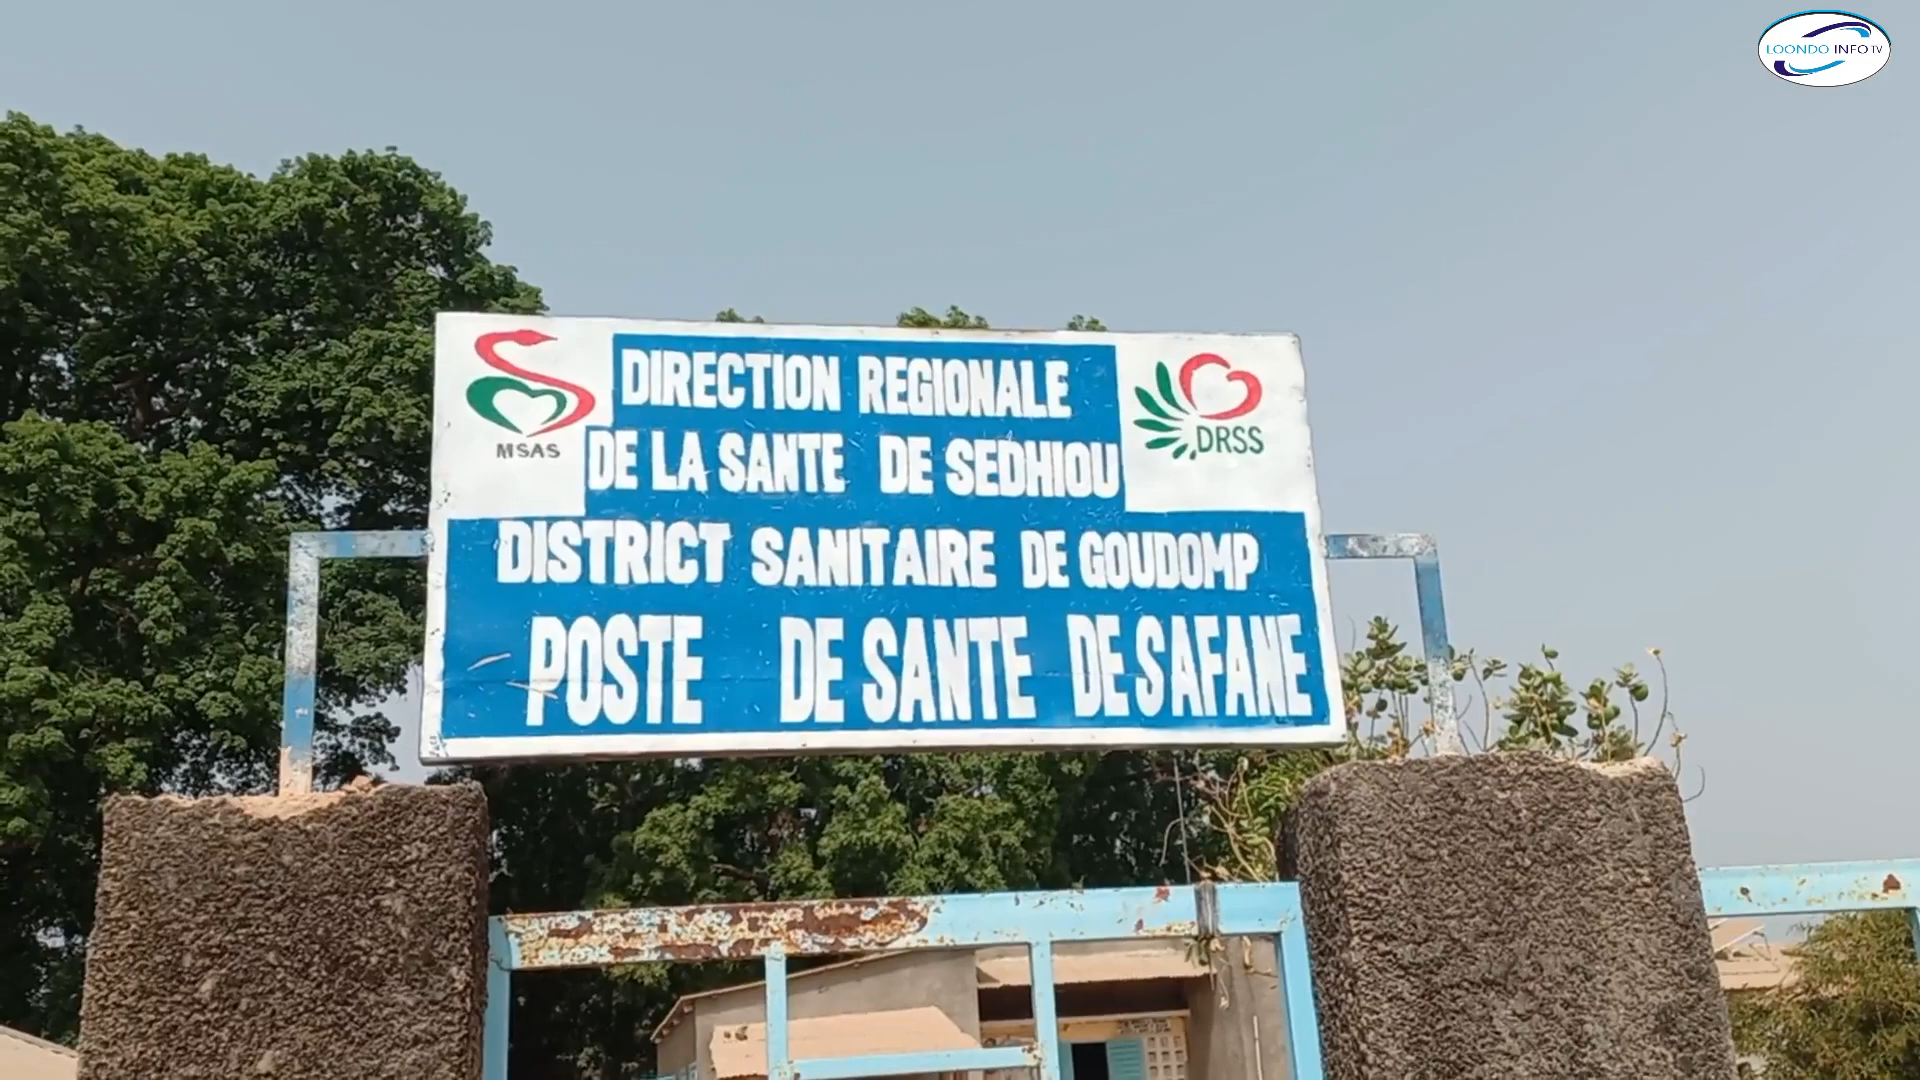 LOONDO INFO TV
DIRECTION REGIONALE
DE LA SANTE DE SEDHIOU
MSAS
DRSS
DISTRICT SANITAIRE DE GOUDOMP
POSTE DE SANTE DE SAFANE